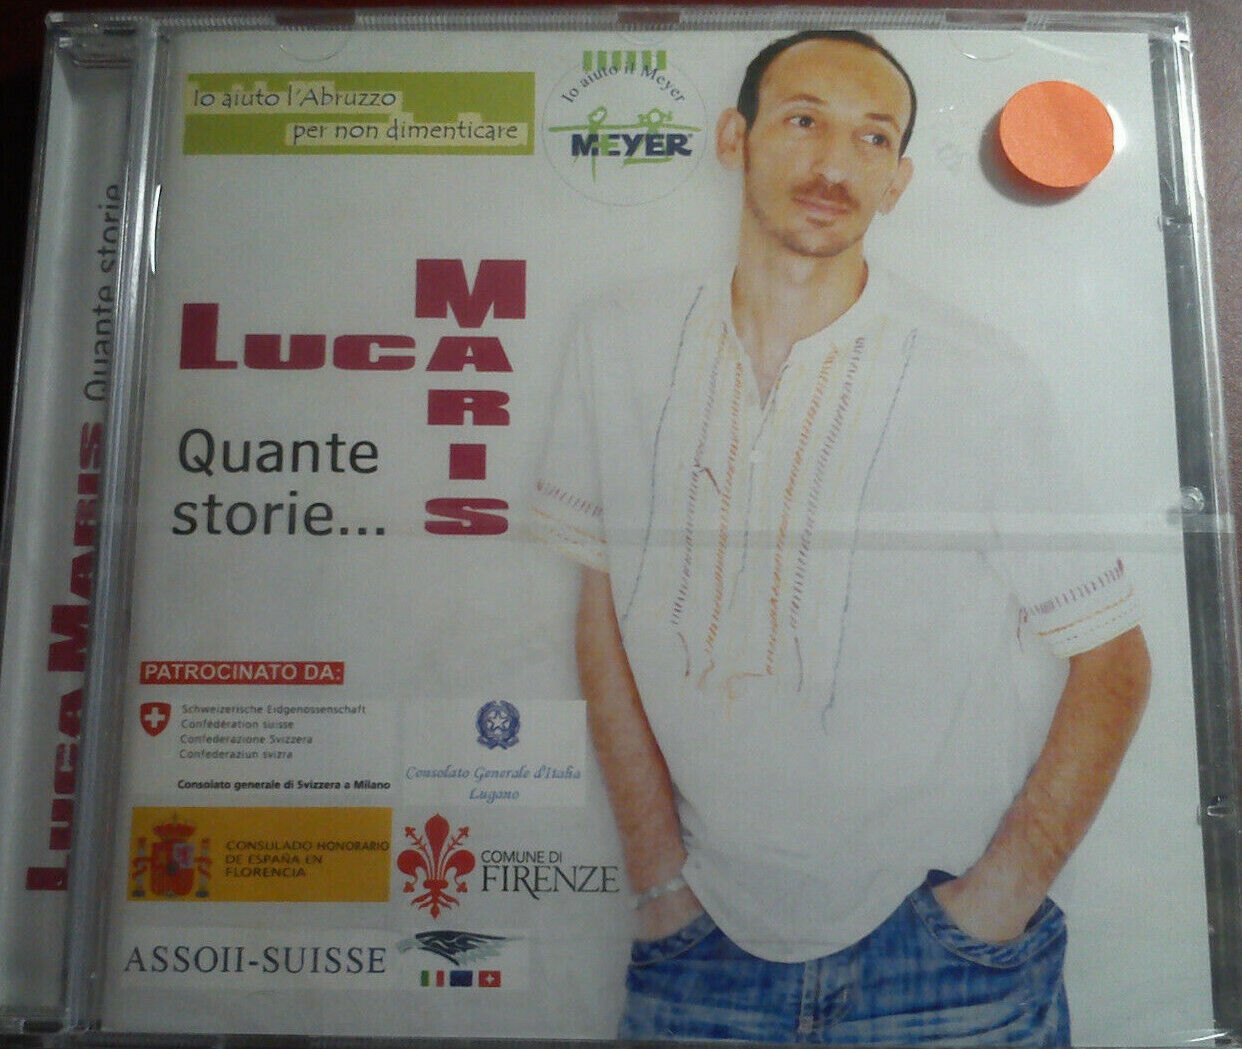 Io aiuto l'Abruzzo
per non dimenticare
Io aiuto il Meyer
MEYER
LUCA
MARIS
Quante
storie...
PATROCINATO DA:
Schweizerische Eidgenossenschaft
Confédération suisse
Confederazione Svizzera
Confederaziun svizra
Consolato generale di Svizzera a Milano
Consolato Generale d'Italia
Lugano
CONSULADO HONORARIO
DE ESPAÑA EN
FLORENCIA
COMUNE DI
FIRENZE
ASSOII-SUISSE
LUCA MARIS Quante storie